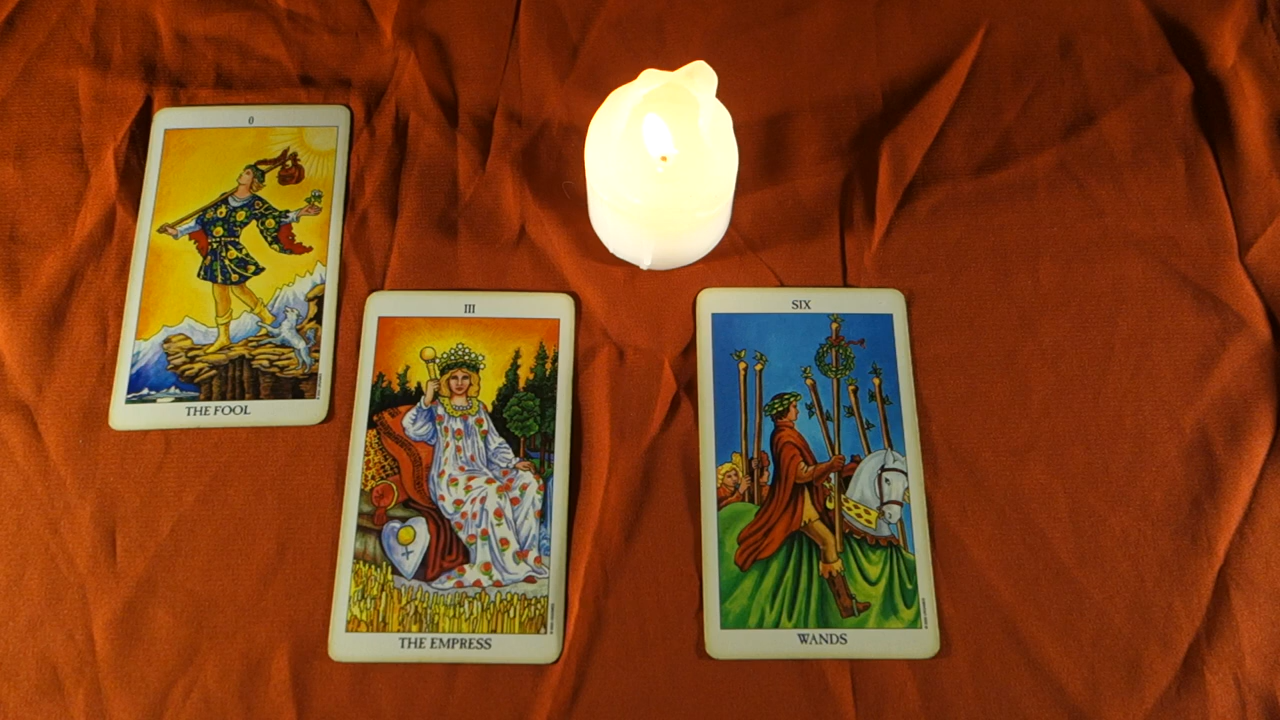 0
THE FOOL
III
THE EMPRESS
SIX
WANDS